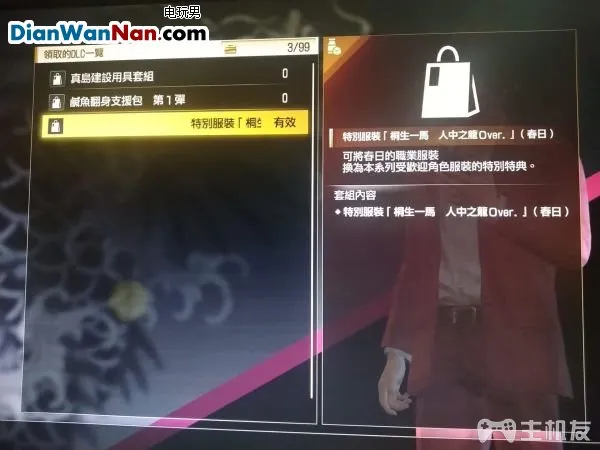 电玩男
DianWanNan.com
領取的DLC一覽
3/99
真島建設用具套組 0
鹹魚翻身支援包 第1彈 0
特別服裝「桐生 有效
特別服裝「桐生一馬 人中之龍Over.」(春日)
可將春日的職業服裝
換為本系列受歡迎角色服裝的特別特典。
套組內容
◆特別服裝「桐生一馬 人中之龍Over.」(春日)
主机友